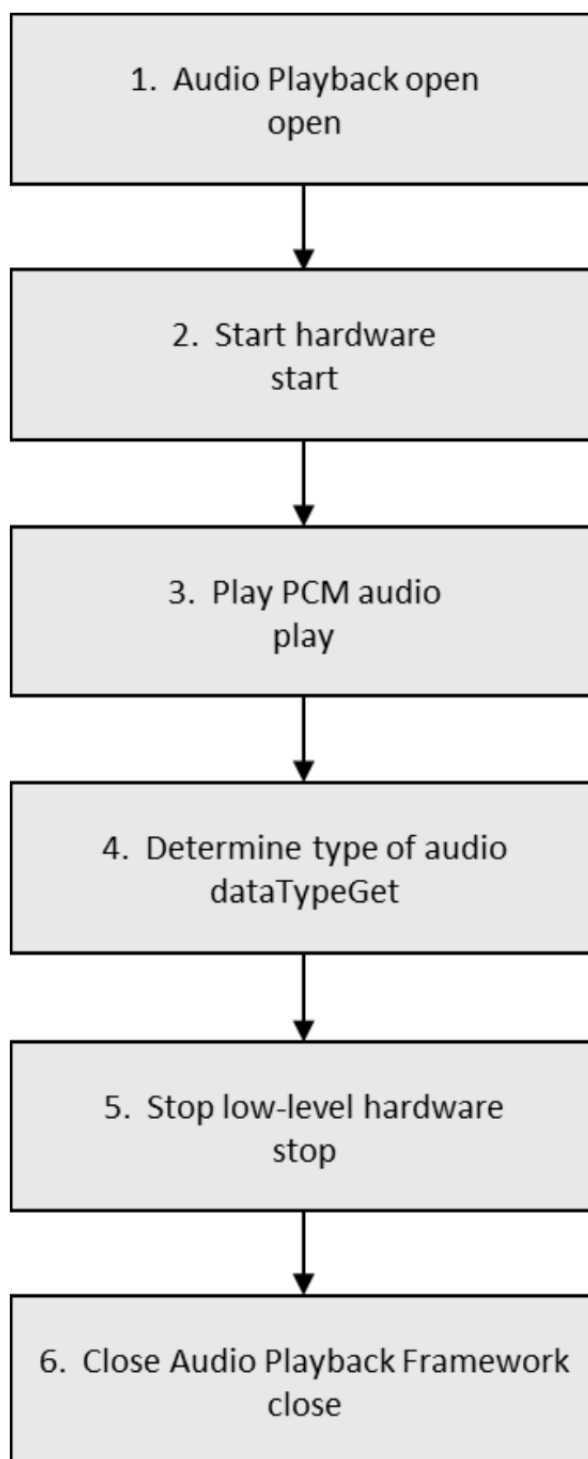 1. Audio Playback open
open
2. Start hardware
start
3. Play PCM audio
play
4. Determine type of audio
dataTypeGet
5. Stop low-level hardware
stop
6. Close Audio Playback Framework
close